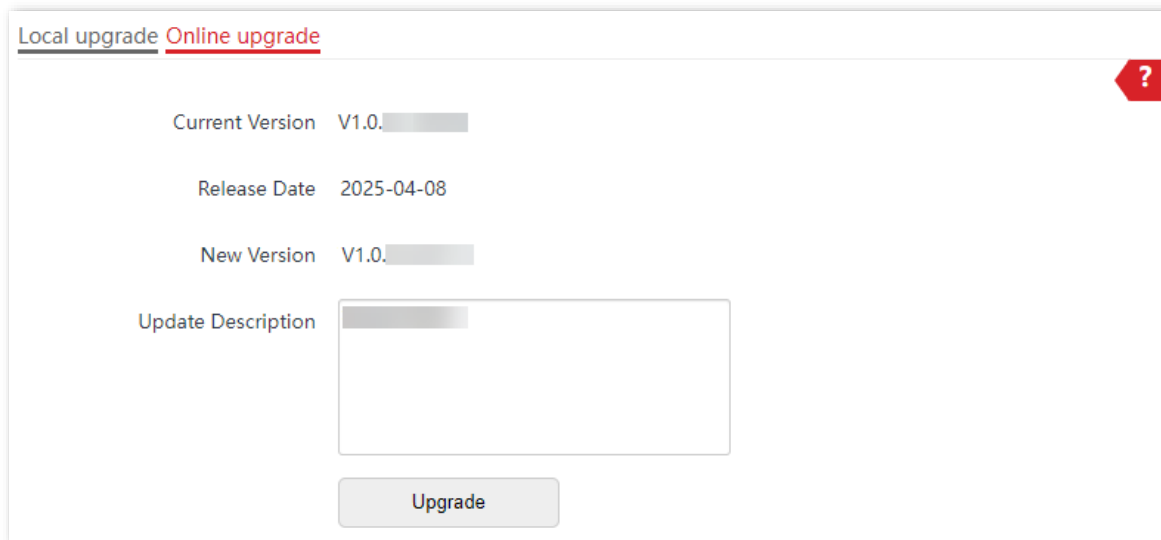 Local upgrade Online upgrade
?
Current Version V1.0.
Release Date 2025-04-08
New Version V1.0.
Update Description
Upgrade